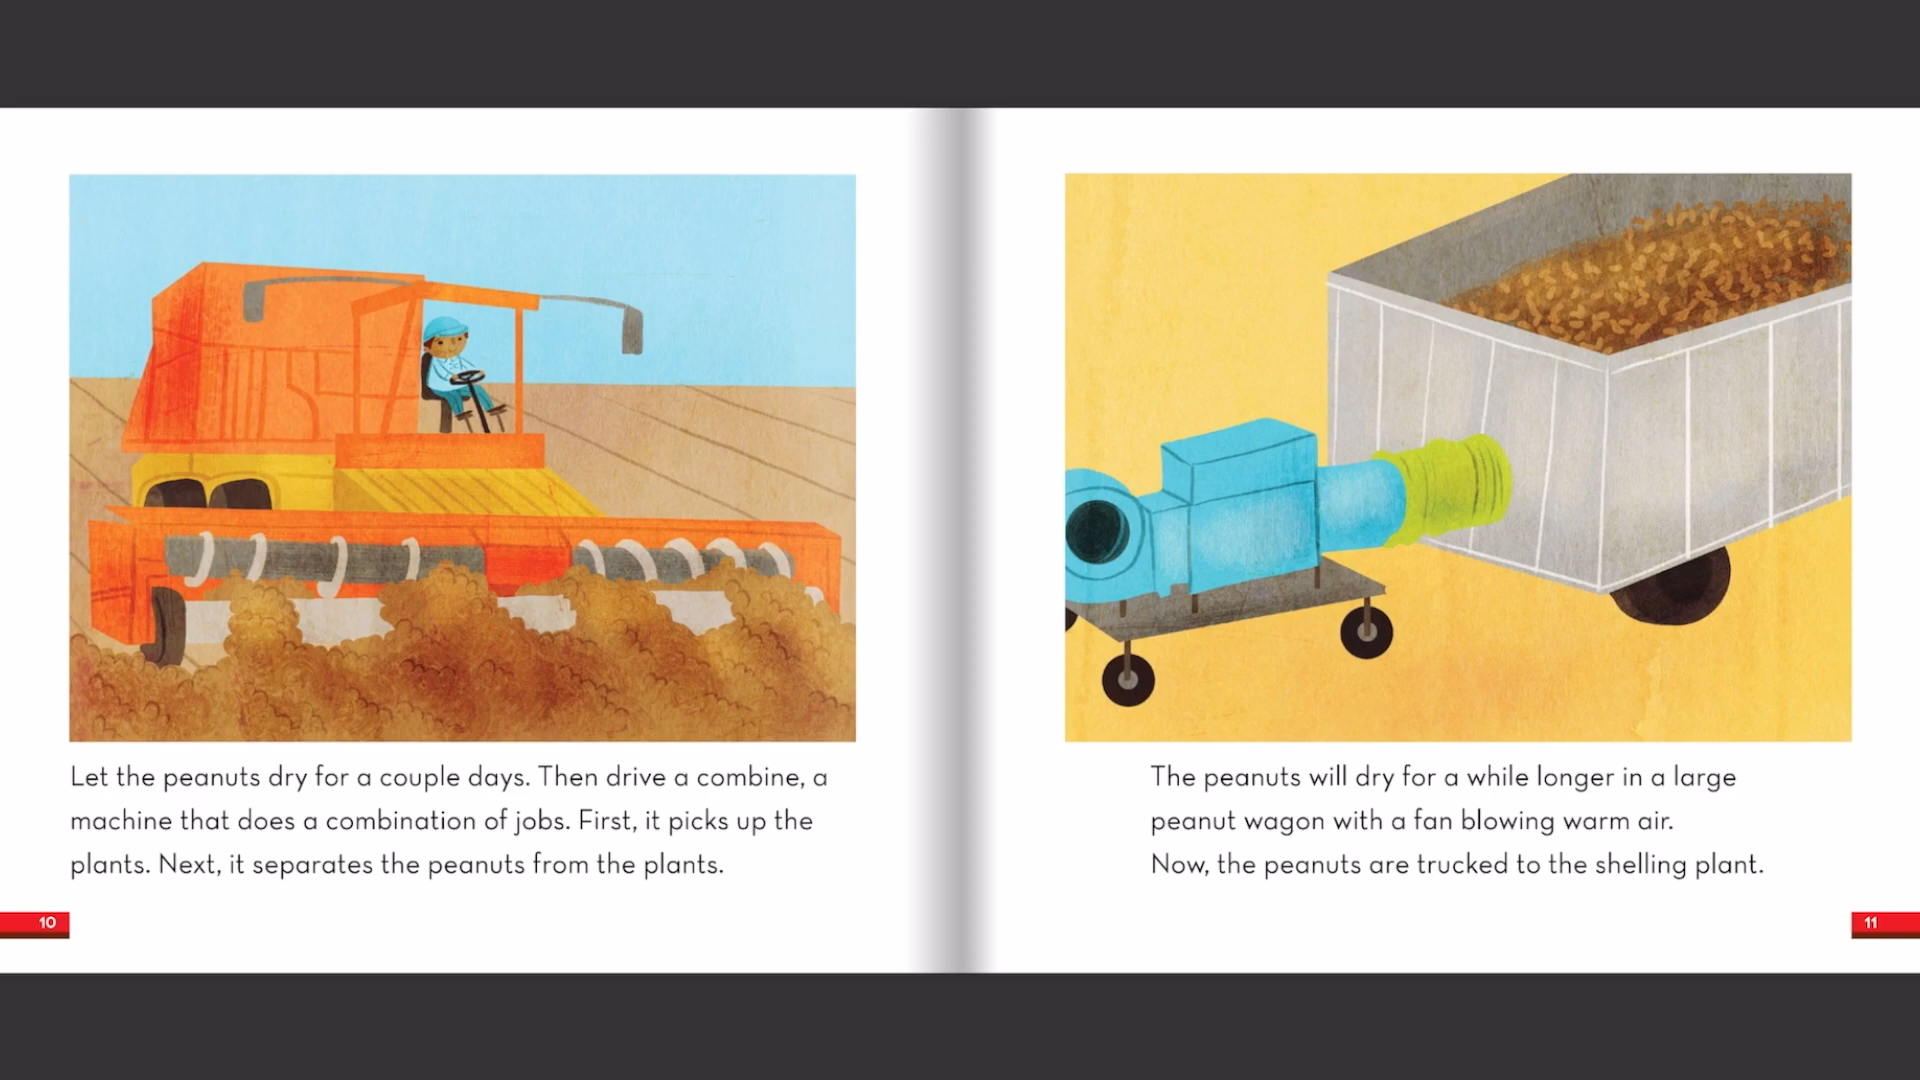 Let the peanuts dry for a couple days. Then drive a combine, a
machine that does a combination of jobs. First, it picks up the
plants. Next, it separates the peanuts from the plants.
10
The peanuts will dry for a while longer in a large
peanut wagon with a fan blowing warm air.
Now, the peanuts are trucked to the shelling plant.
11